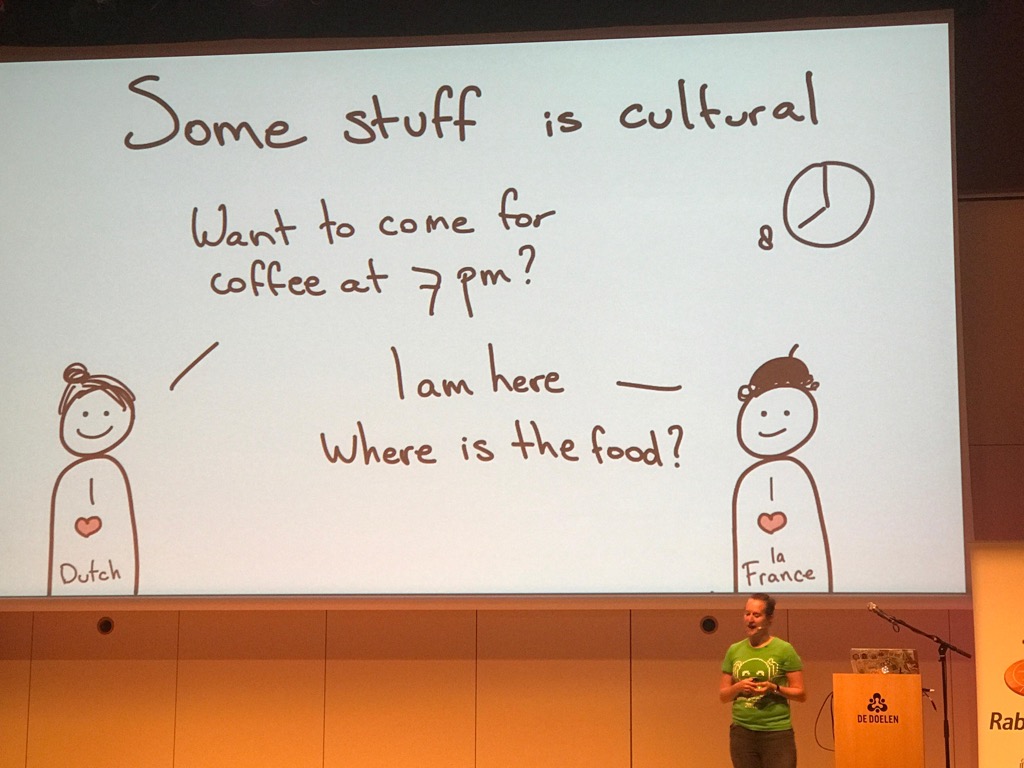 Some stuff is cultural
Want to come for
coffee at 7 pm?
8
I am here
Where is the food?
I
Dutch
I
la
France
DE DOELEN
Rab